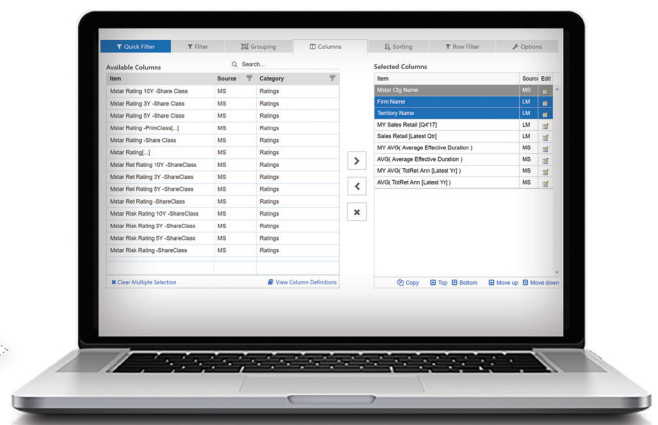 Quick Filter Filter Grouping Columns Sorting Row Filter Options
Available Columns Search...
Item Source Category
Mstar Rating 10Y -Share Class MS Ratings
Mstar Rating 3Y -Share Class MS Ratings
Mstar Rating 5Y -Share Class MS Ratings
Mstar Rating -PrimClass[...] MS Ratings
Mstar Rating -Share Class MS Ratings
Mstar Rating[...] MS Ratings
Mstar Ret Rating 10Y -ShareClass MS Ratings
Mstar Ret Rating 3Y -ShareClass MS Ratings
Mstar Ret Rating 5Y -ShareClass MS Ratings
Mstar Ret Rating -ShareClass MS Ratings
Mstar Risk Rating 10Y -ShareClass MS Ratings
Mstar Risk Rating 3Y -ShareClass MS Ratings
Mstar Risk Rating 5Y -ShareClass MS Ratings
Mstar Risk Rating -ShareClass MS Ratings
Clear Multiple Selection View Column Definitions
Selected Columns
Item Sourc Edit
Mstar Ctg Name MS
Firm Name LM
Territory Name LM
MY Sales Retail [Q4'17] LM
Sales Retail [Latest Qtr] LM
MY AVG( Average Effective Duration ) MS
AVG( Average Effective Duration ) MS
MY AVG( TotRet Ann [Latest Yr] ) MS
AVG( TotRet Ann [Latest Yr] ) MS
Copy Top Bottom Move up Move down